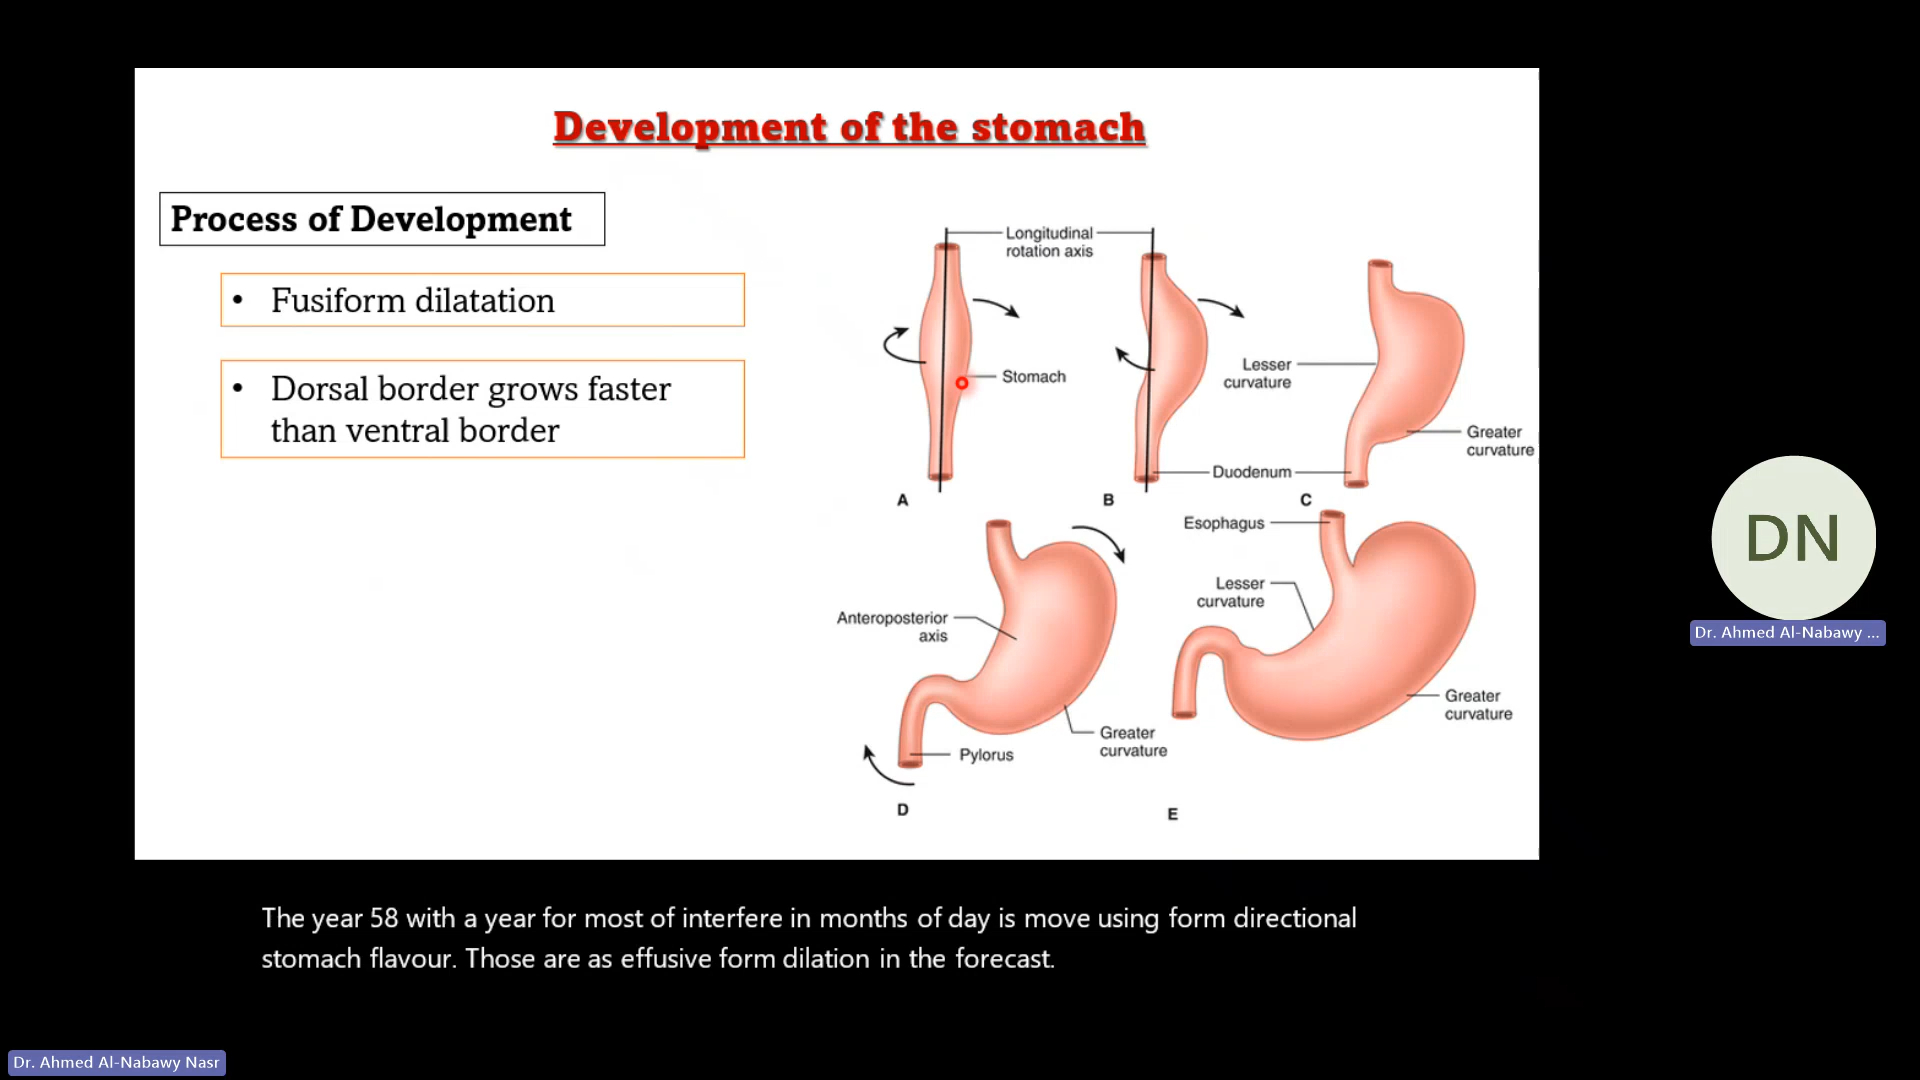 Development of the stomach
Process of Development
• Fusiform dilatation
• Dorsal border grows faster
than ventral border
Longitudinal
rotation axis
Stomach
Lesser
curvature
Greater
curvature
Duodenum
A
B
C
Esophagus
Lesser
curvature
Anteroposterior
axis
Greater
curvature
Greater
curvature
Pylorus
D
E
DN
Dr. Ahmed Al-Nabawy ...
The year 58 with a year for most of interfere in months of day is move using form directional
stomach flavour. Those are as effusive form dilation in the forecast.
Dr. Ahmed Al-Nabawy Nasr